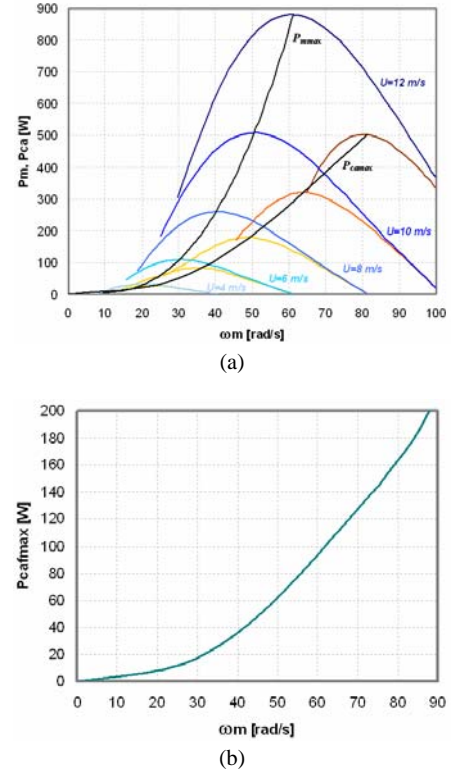 Pm, Pca [W]
900
800
700
600
500
400
300
200
100
0
Pmmax
U=12 m/s
Pcamax
U=10 m/s
U=8 m/s
U=6 m/s
U=4 m/s
0 10 20 30 40 50 60 70 80 90 100
ωm [rad/s]
(a)
Pcafmax [W]
200
180
160
140
120
100
80
60
40
20
0
0 10 20 30 40 50 60 70 80 90
ωm [rad/s]
(b)